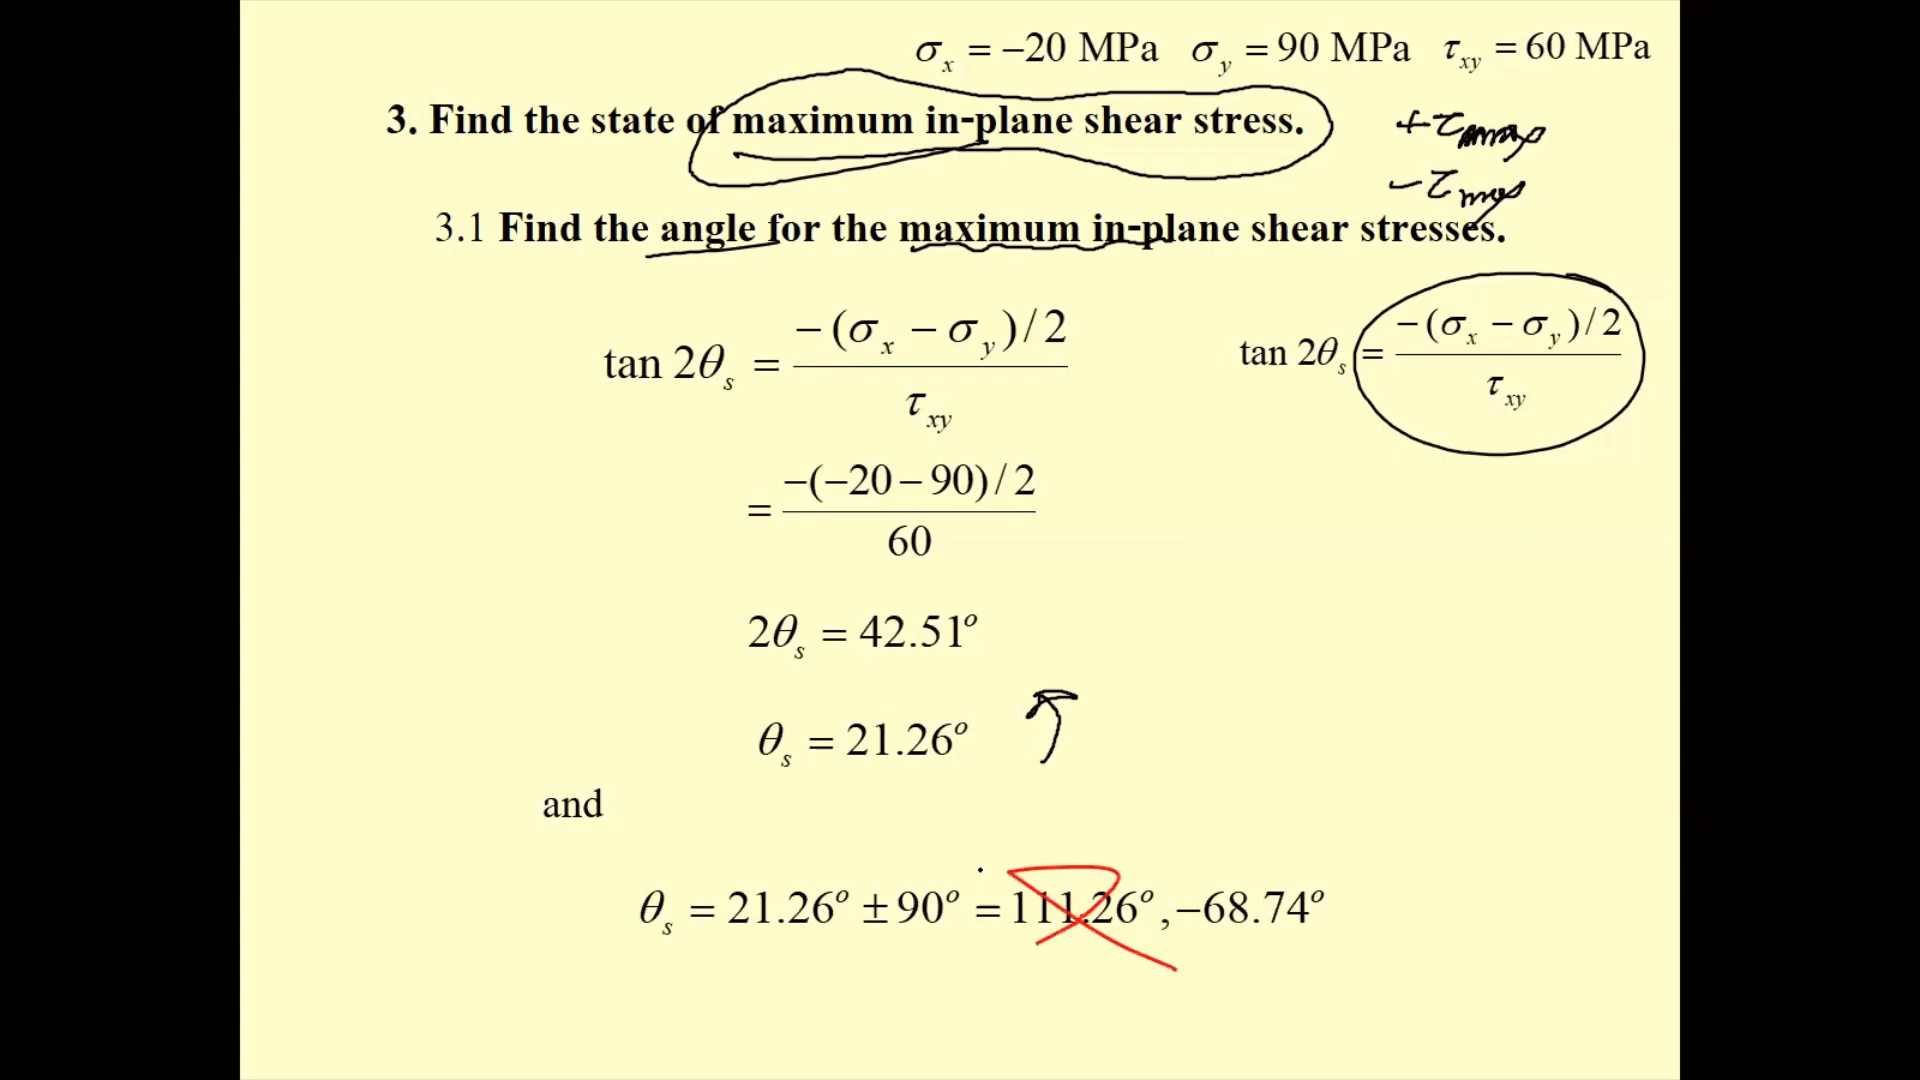 σx = −20 MPa σy = 90 MPa τxy = 60 MPa
3. Find the state of maximum in-plane shear stress.
+τmax
−τmax
3.1 Find the angle for the maximum in-plane shear stresses.
tan 2θs = −(σx − σy)/2 / τxy
tan 2θs = −(σx − σy)/2 / τxy
= −(−20 − 90)/2 / 60
2θs = 42.51°
θs = 21.26°
and
θs = 21.26° ± 90° = 111.26°, −68.74°